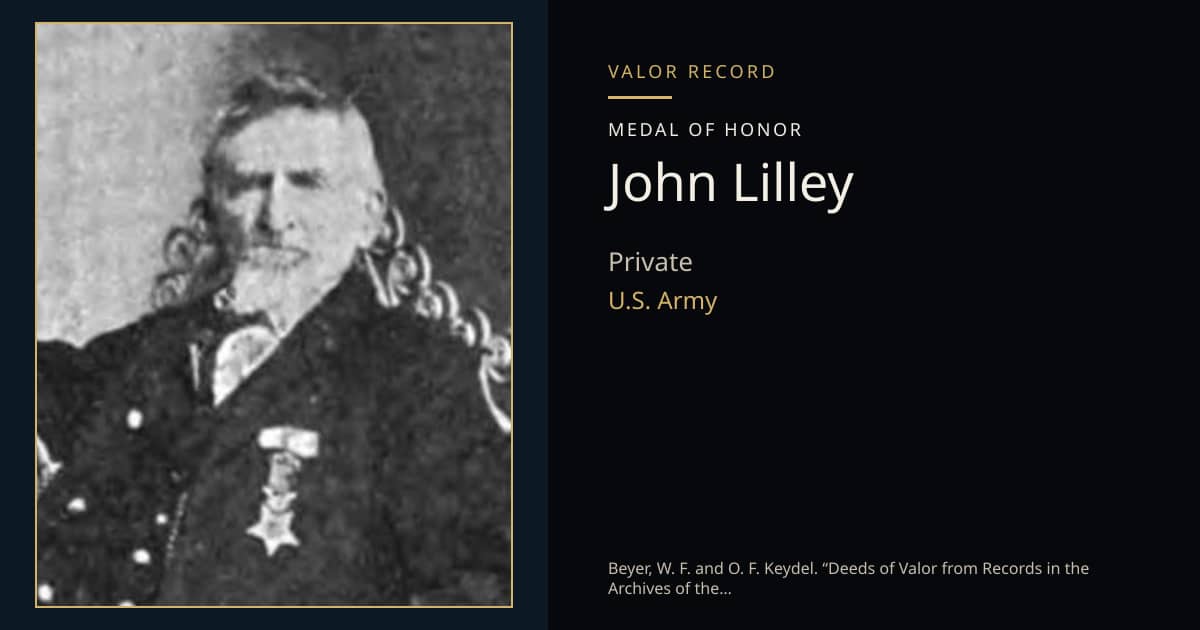 VALOR RECORD
MEDAL OF HONOR
John Lilley
Private
U.S. Army
Beyer, W. F. and O. F. Keydel. “Deeds of Valor from Records in the
Archives of the...